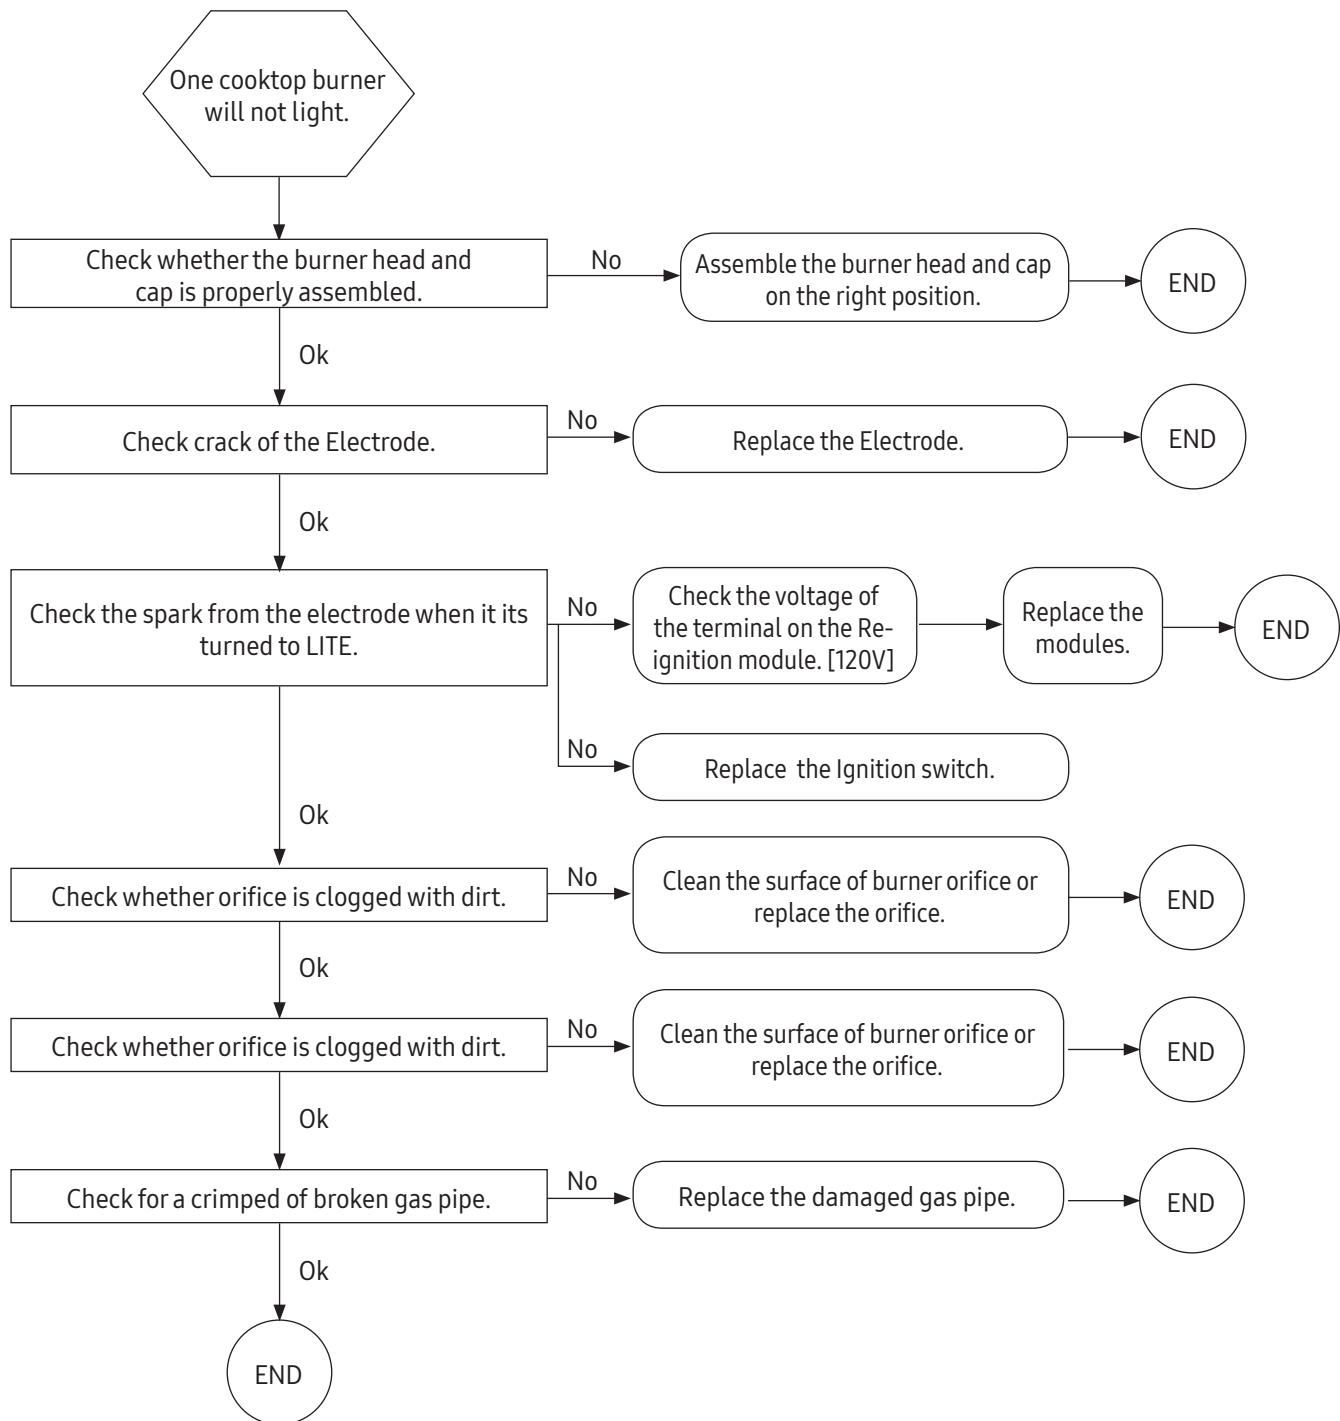 One cooktop burner
will not light.
Check whether the burner head and
cap is properly assembled.
No
Assemble the burner head and cap
on the right position.
END
Ok
Check crack of the Electrode.
No
Replace the Electrode.
END
Ok
Check the spark from the electrode when it its
turned to LITE.
No
Check the voltage of
the terminal on the Re-
ignition module. [120V]
Replace the
modules.
END
No
Replace the Ignition switch.
Ok
Check whether orifice is clogged with dirt.
No
Clean the surface of burner orifice or
replace the orifice.
END
Ok
Check whether orifice is clogged with dirt.
No
Clean the surface of burner orifice or
replace the orifice.
END
Ok
Check for a crimped of broken gas pipe.
No
Replace the damaged gas pipe.
END
Ok
END